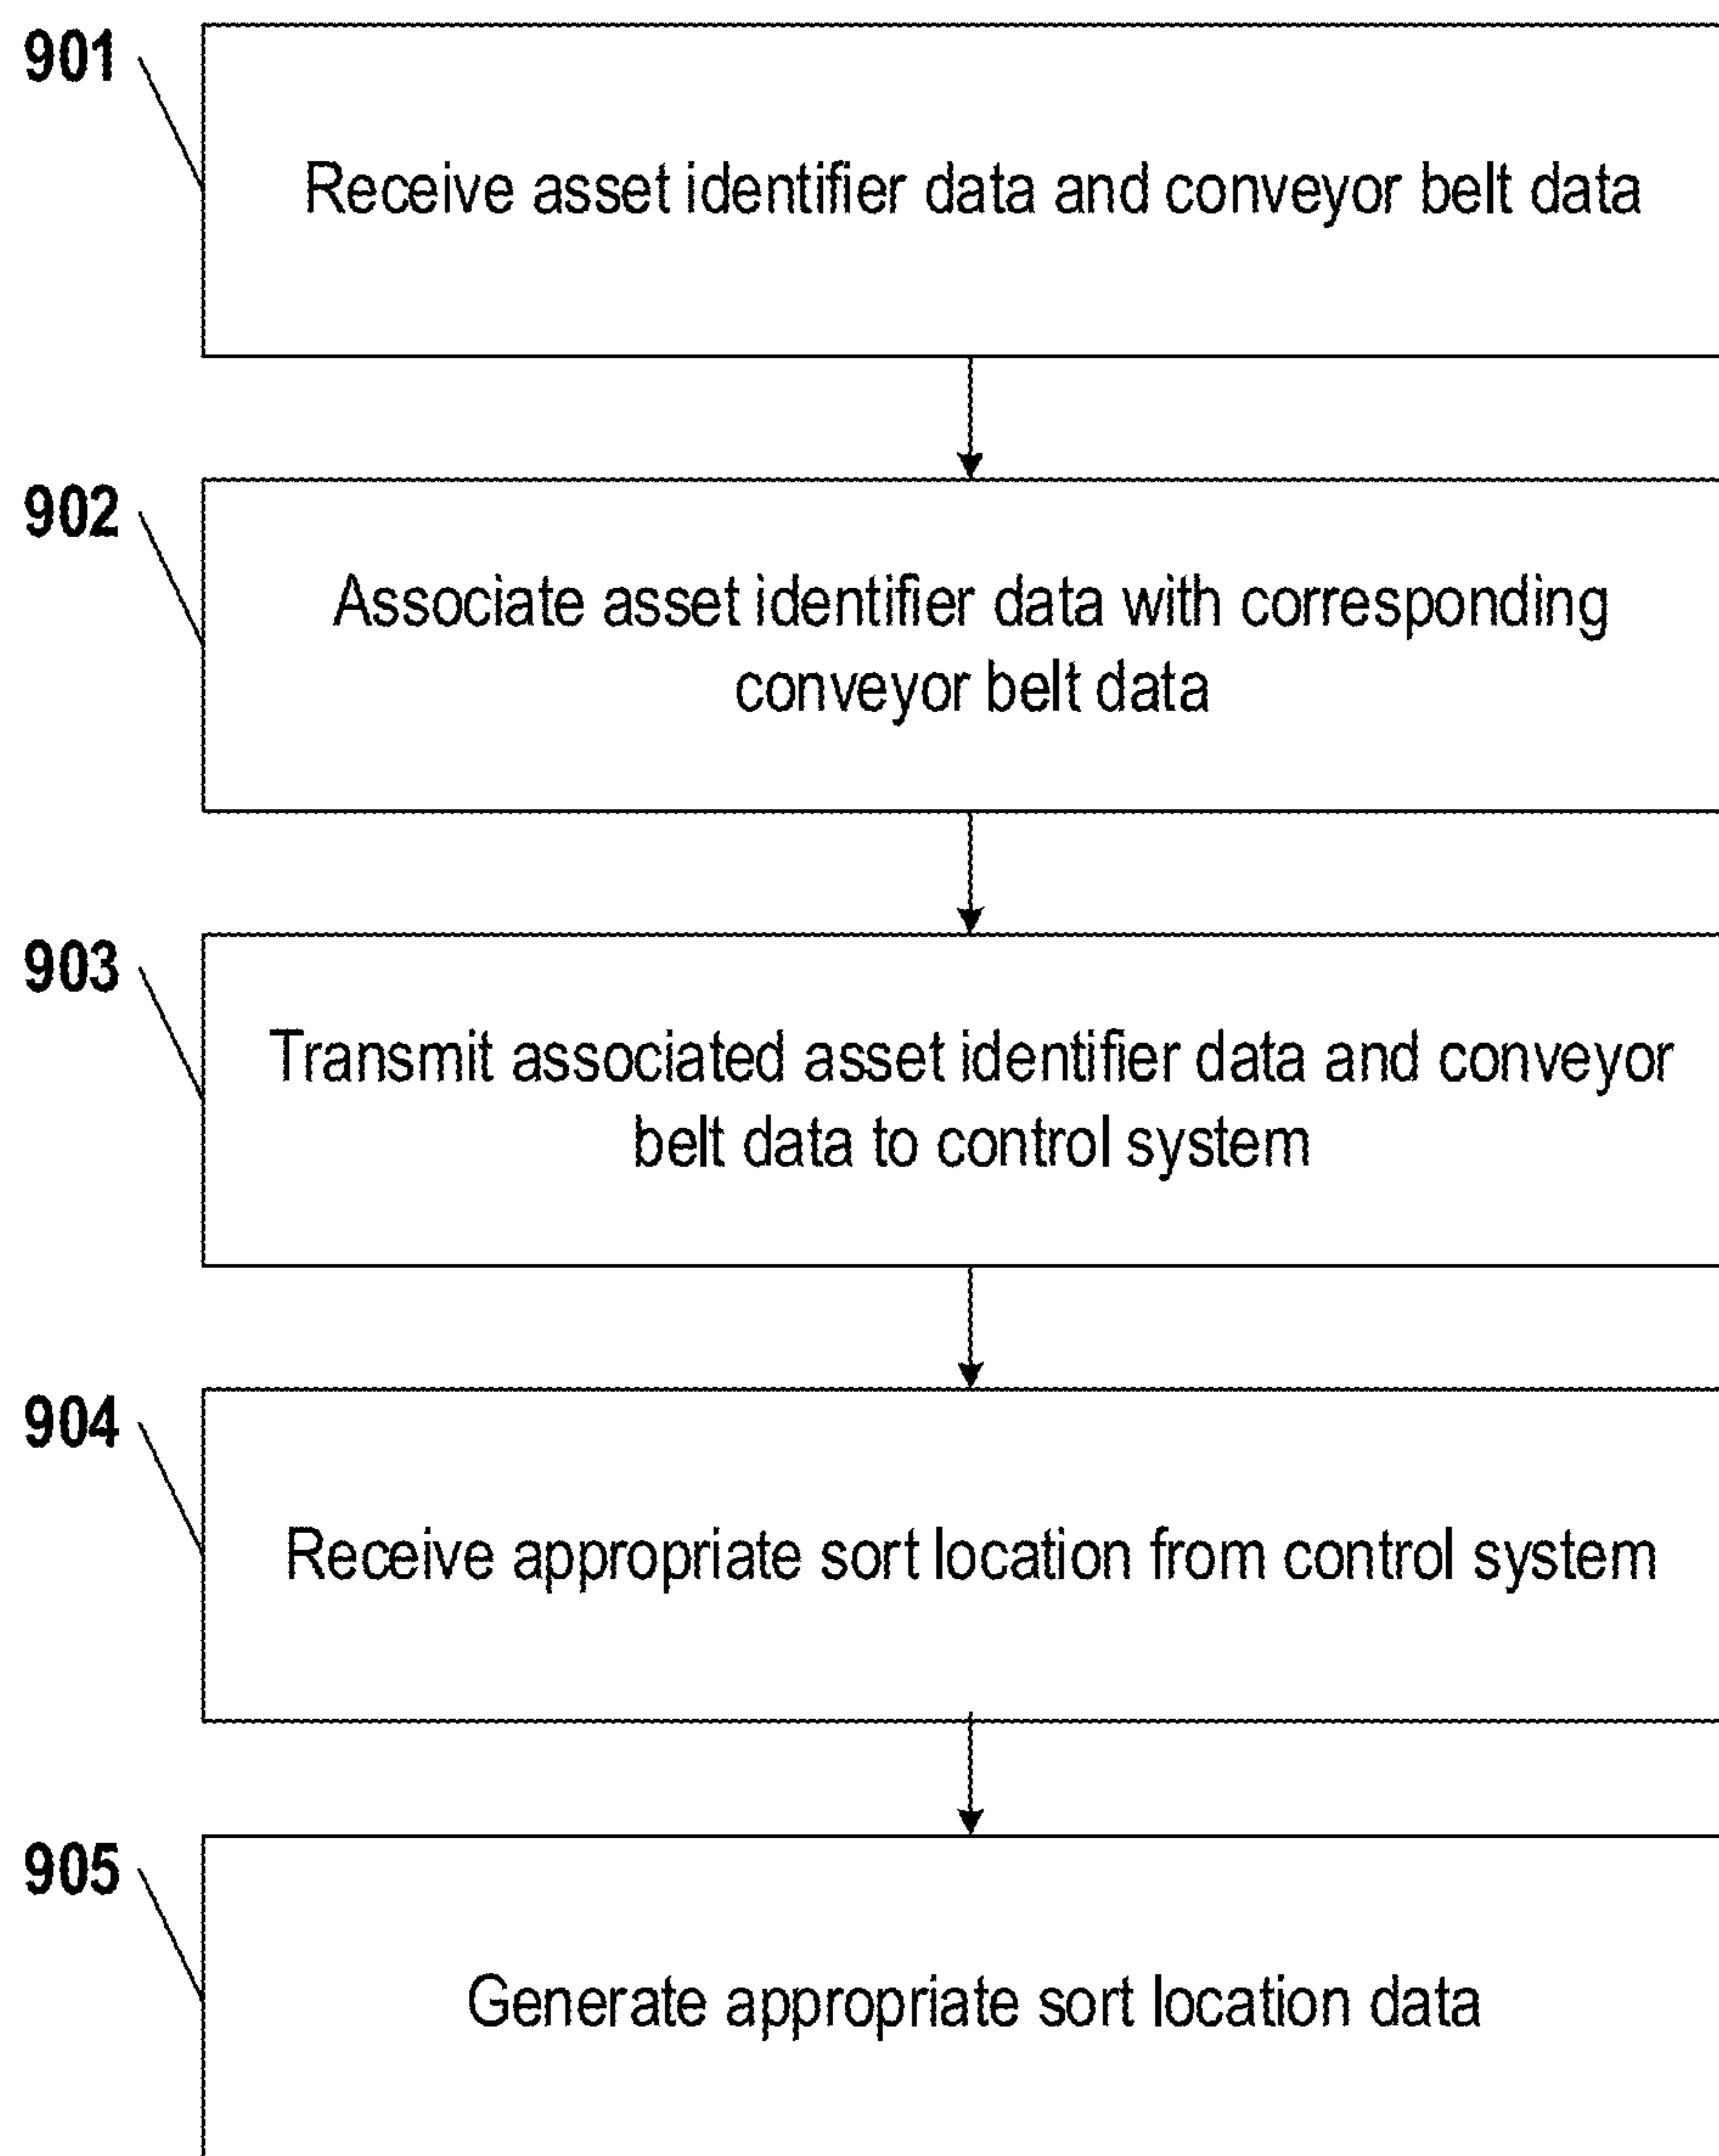 901
Receive asset identifier data and conveyor belt data
902
Associate asset identifier data with corresponding
conveyor belt data
903
Transmit associated asset identifier data and conveyor
belt data to control system
904
Receive appropriate sort location from control system
905
Generate appropriate sort location data